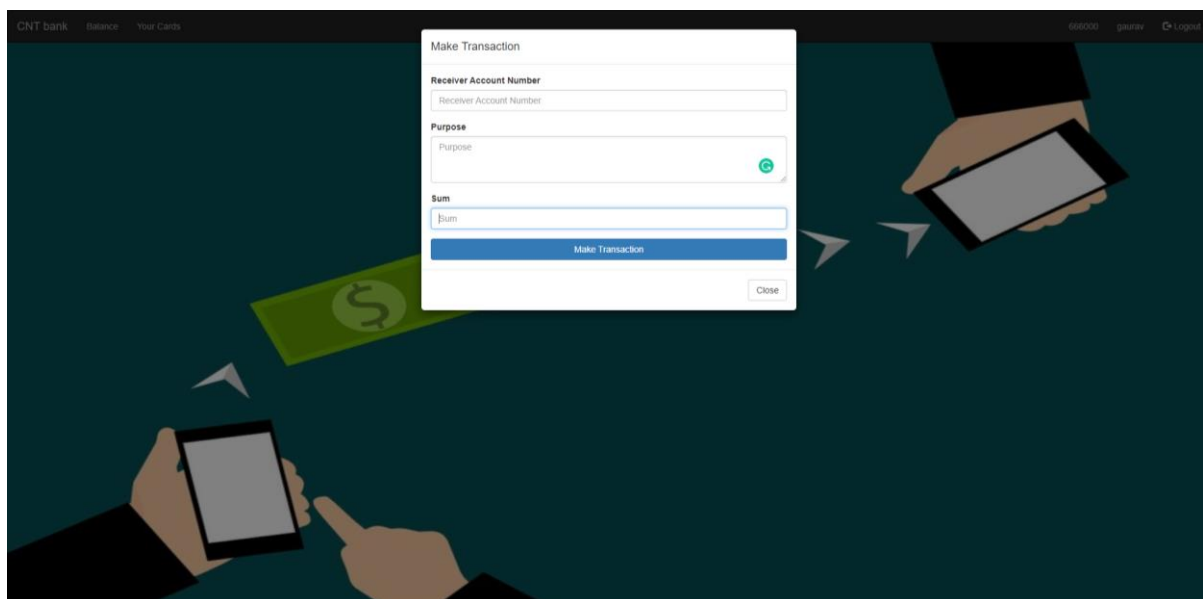 CNT bank Balance Your Cards 666000 gaurav Logout
Make Transaction
Receiver Account Number
Receiver Account Number
Purpose
Purpose
Sum
Sum
Make Transaction
Close
$